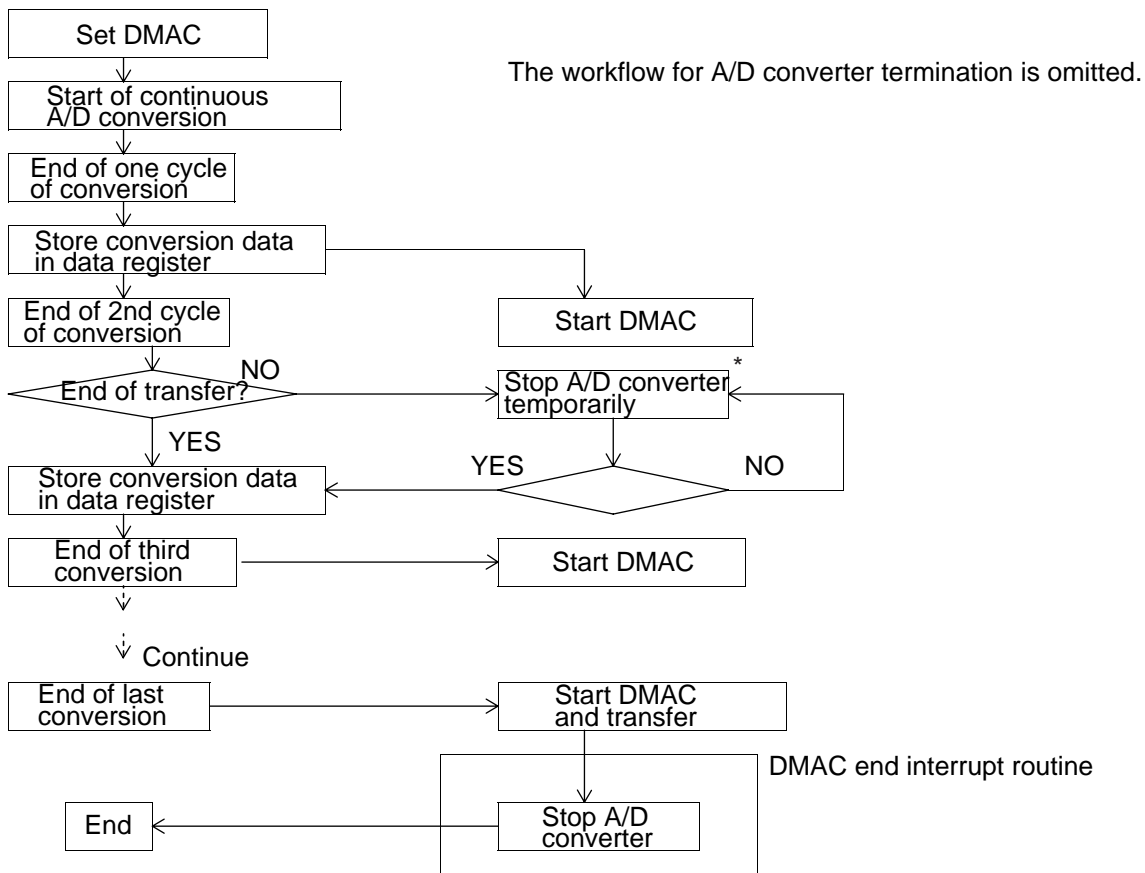 Set DMAC
The workflow for A/D converter termination is omitted.
Start of continuous
A/D conversion
End of one cycle
of conversion
Store conversion data
in data register
End of 2nd cycle
of conversion
Start DMAC
End of transfer?
NO
Stop A/D converter
temporarily
*
YES
Store conversion data
in data register
YES
NO
End of third
conversion
Start DMAC
Continue
End of last
conversion
Start DMAC
and transfer
DMAC end interrupt routine
Stop A/D
converter
End